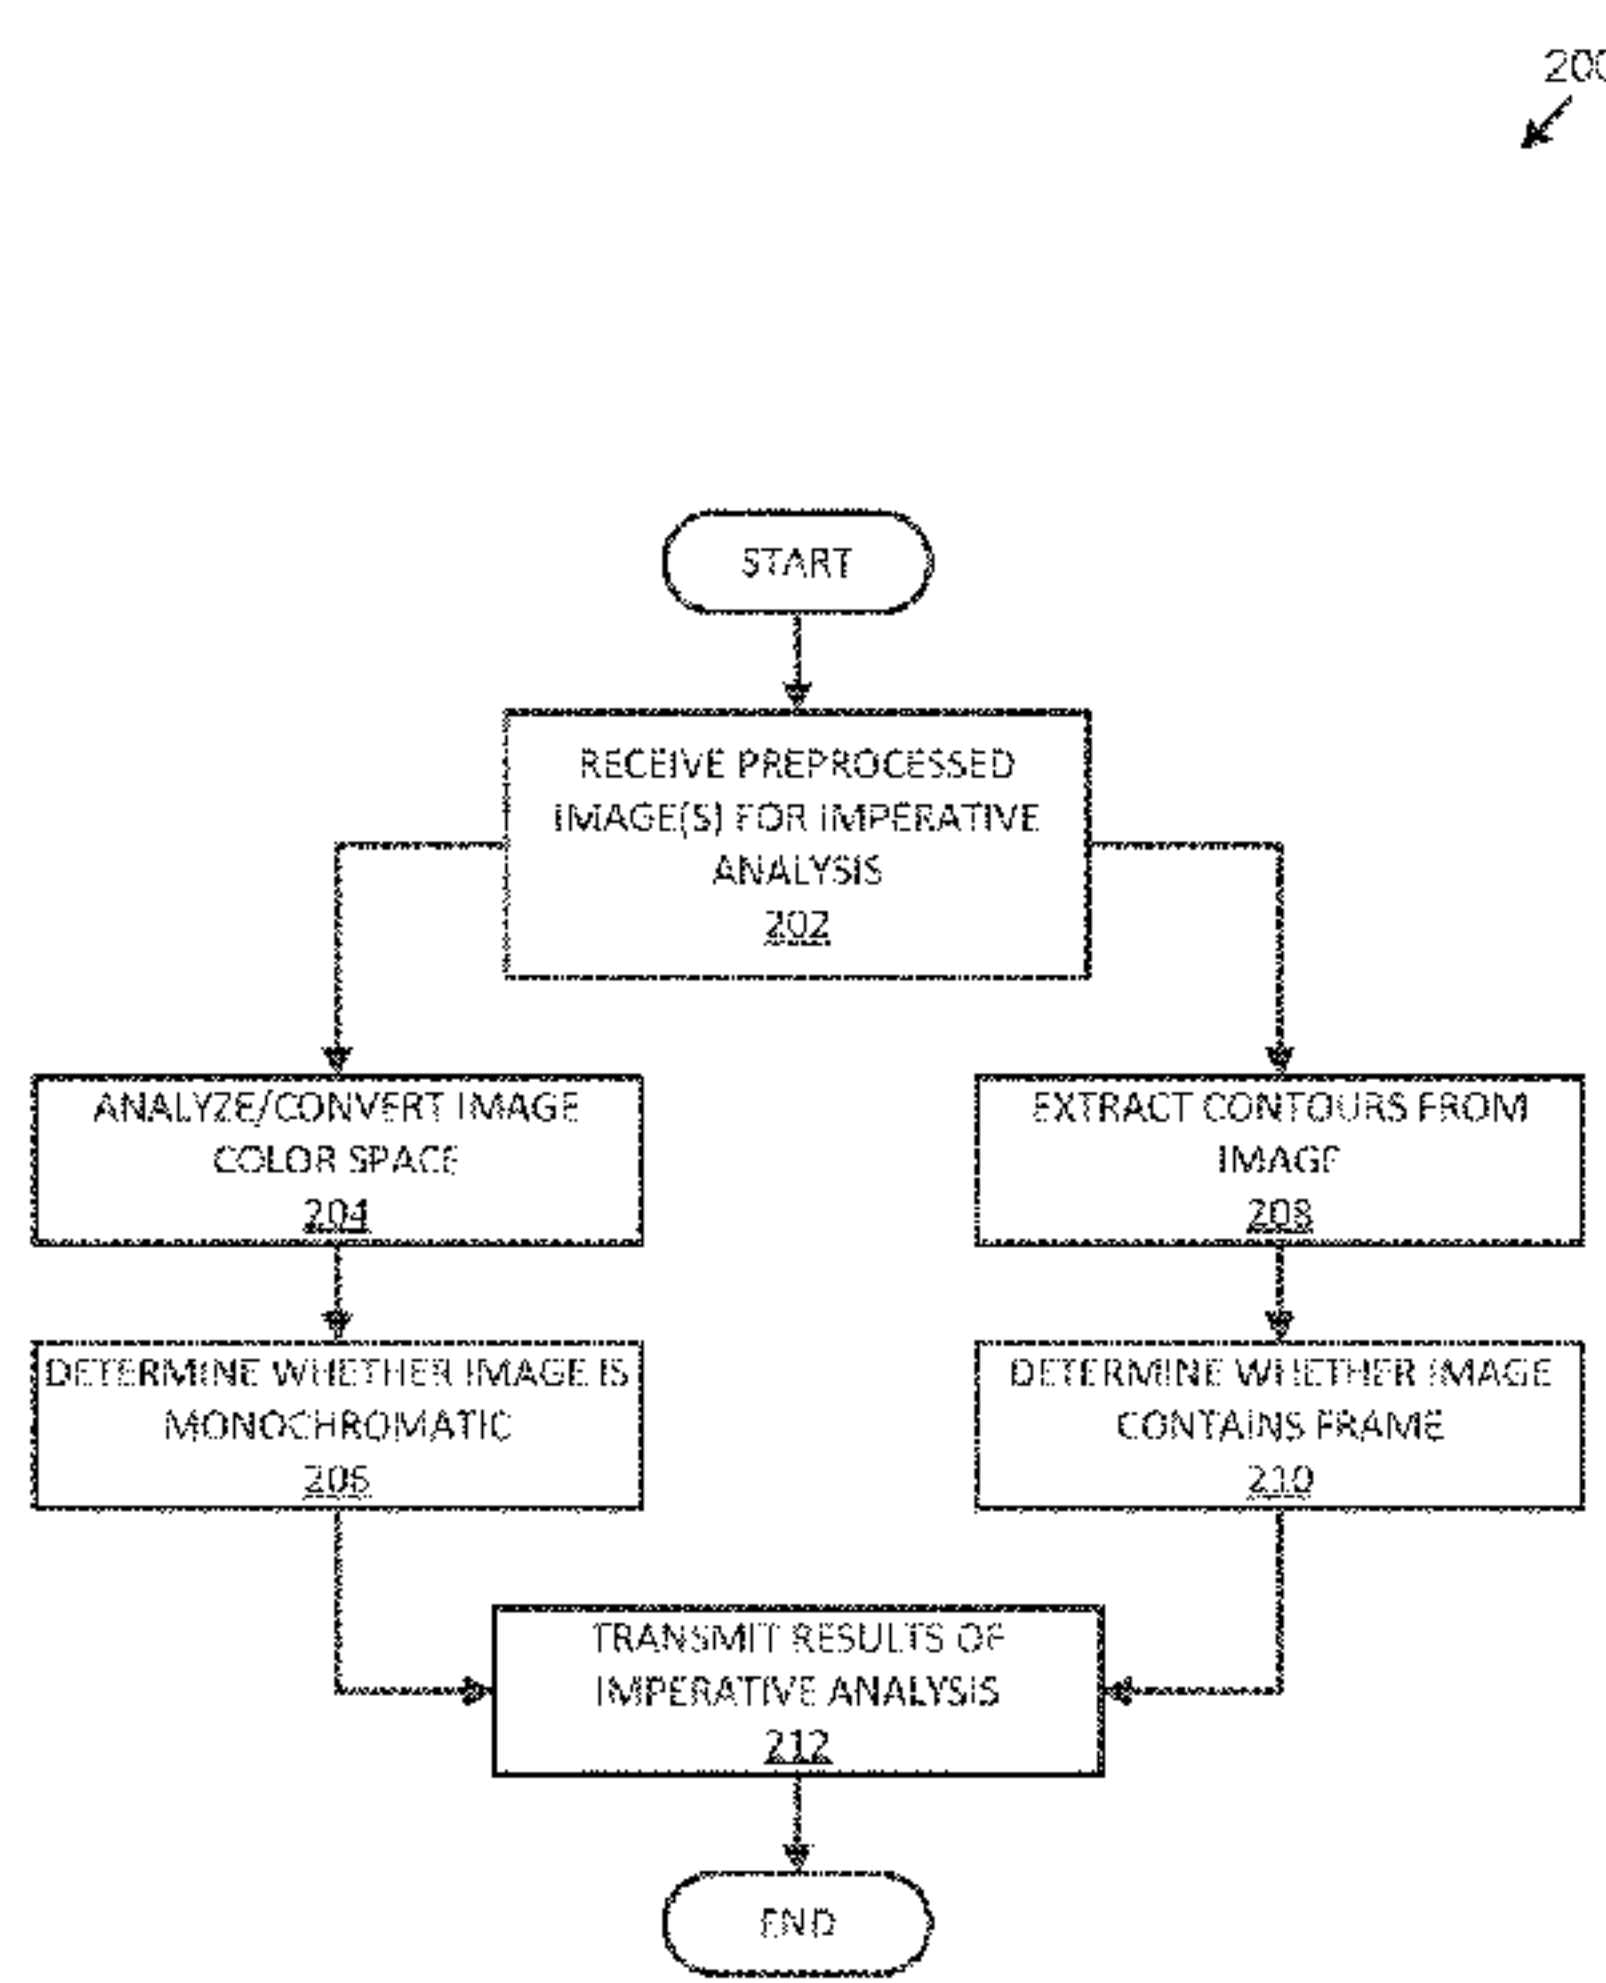 200
START
RECEIVE PREPROCESSED
IMAGE(S) FOR IMPERATIVE
ANALYSIS
202
ANALYZE/CONVERT IMAGE
COLOR SPACE
204
EXTRACT CONTOURS FROM
IMAGE
208
DETERMINE WHETHER IMAGE IS
MONOCHROMATIC
206
DETERMINE WHETHER IMAGE
CONTAINS FRAME
210
TRANSMIT RESULTS OF
IMPERATIVE ANALYSIS
212
END